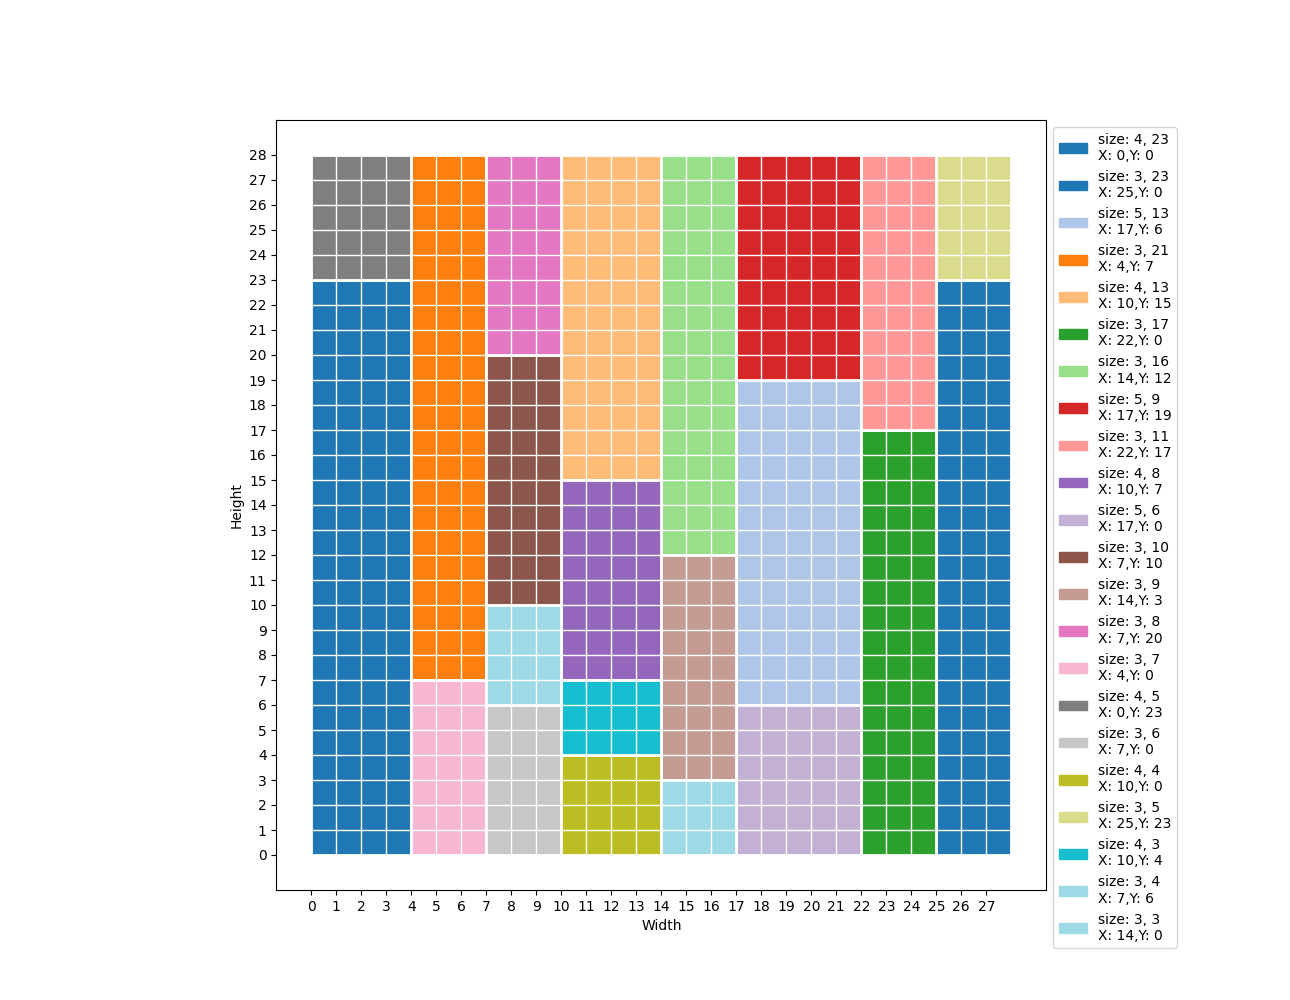 28
27
26
25
24
23
22
21
20
19
18
17
16
15
14
13
12
11
10
9
8
7
6
5
4
3
2
1
0
Height
0 1 2 3 4 5 6 7 8 9 10 11 12 13 14 15 16 17 18 19 20 21 22 23 24 25 26 27
Width
size: 4, 23
X: 0,Y: 0
size: 3, 23
X: 25,Y: 0
size: 5, 13
X: 17,Y: 6
size: 3, 21
X: 4,Y: 7
size: 4, 13
X: 10,Y: 15
size: 3, 17
X: 22,Y: 0
size: 3, 16
X: 14,Y: 12
size: 5, 9
X: 17,Y: 19
size: 3, 11
X: 22,Y: 17
size: 4, 8
X: 10,Y: 7
size: 5, 6
X: 17,Y: 0
size: 3, 10
X: 7,Y: 10
size: 3, 9
X: 14,Y: 3
size: 3, 8
X: 7,Y: 20
size: 3, 7
X: 4,Y: 0
size: 4, 5
X: 0,Y: 23
size: 3, 6
X: 7,Y: 0
size: 4, 4
X: 10,Y: 0
size: 3, 5
X: 25,Y: 23
size: 4, 3
X: 10,Y: 4
size: 3, 4
X: 7,Y: 6
size: 3, 3
X: 14,Y: 0